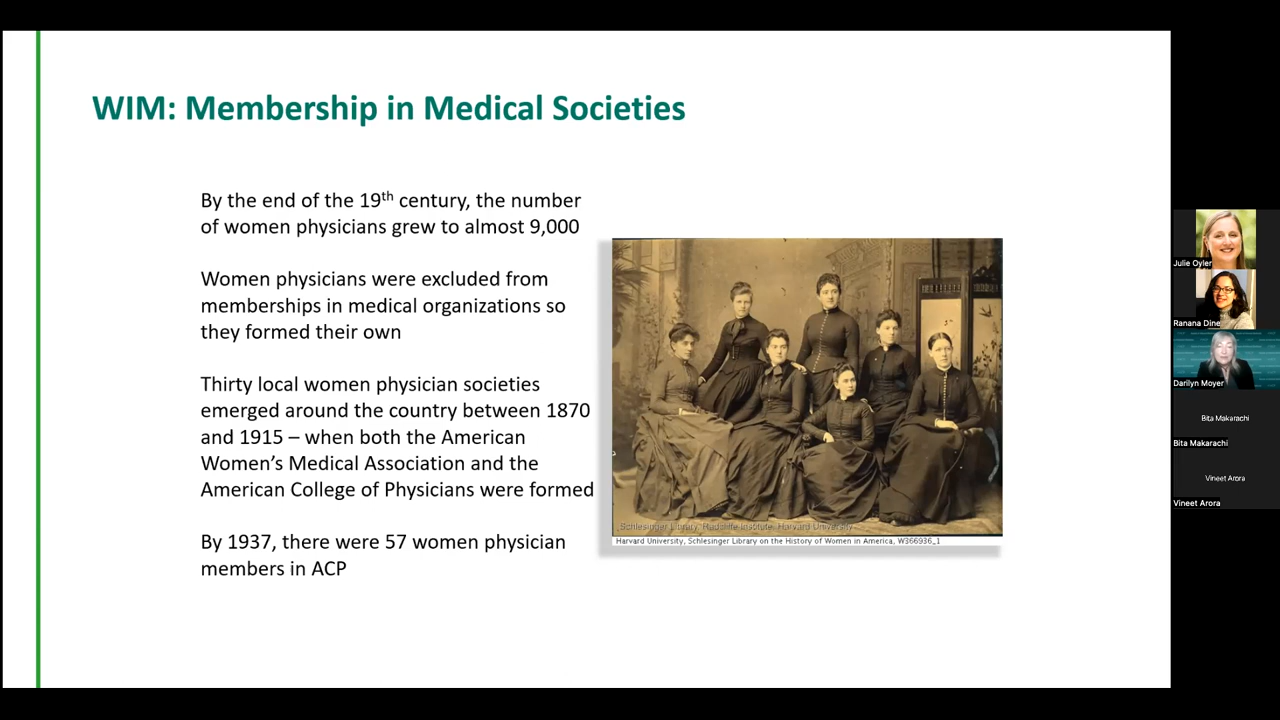 WIM: Membership in Medical Societies
By the end of the 19th century, the number
of women physicians grew to almost 9,000
Women physicians were excluded from
memberships in medical organizations so
they formed their own
Thirty local women physician societies
emerged around the country between 1870
and 1915 – when both the American
Women's Medical Association and the
American College of Physicians were formed
By 1937, there were 57 women physician
members in ACP
Schlesinger Library, Radcliffe Institute, Harvard University
Harvard University, Schlesinger Library on the History of Women in America, W366936_1
Julie Oyler
Ranana Dine
Darilyn Moyer
Bita Makarachi
Bita Makarachi
Vineet Arora
Vineet Arora